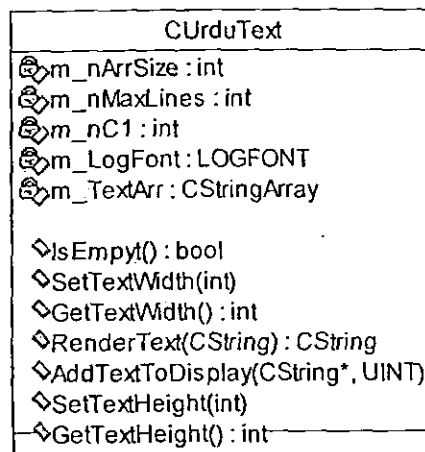 CUrduText
m_nArrSize : int
m_nMaxLines : int
m_nC1 : int
m_LogFont : LOGFONT
m_TextArr : CStringArray
IsEmpyt() : bool
SetTextWidth(int)
GetTextWidth() : int
RenderText(CString) : CString
AddTextToDisplay(CString*, UINT)
SetTextHeight(int)
GetTextHeight() : int